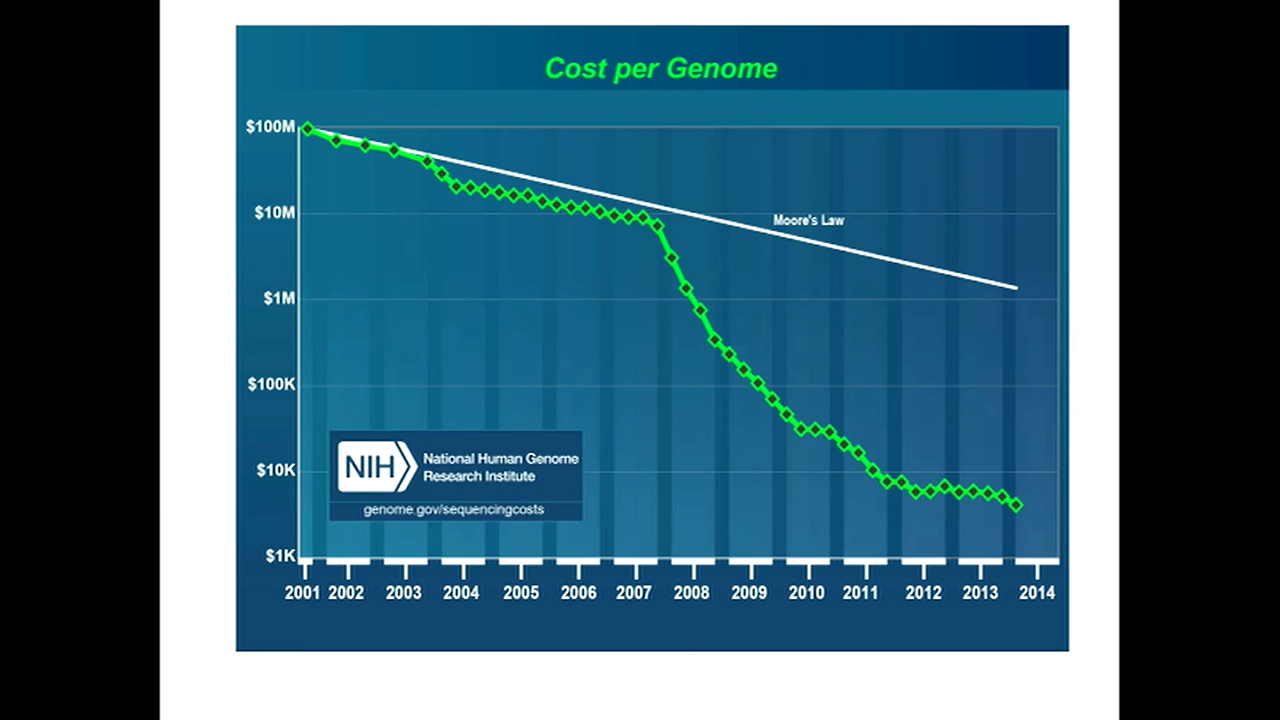 Cost per Genome
$100M
$10M
$1M
$100K
$10K
$1K
Moore's Law
NIH
National Human Genome
Research Institute
genome.gov/sequencingcosts
2001 2002 2003 2004 2005 2006 2007 2008 2009 2010 2011 2012 2013 2014